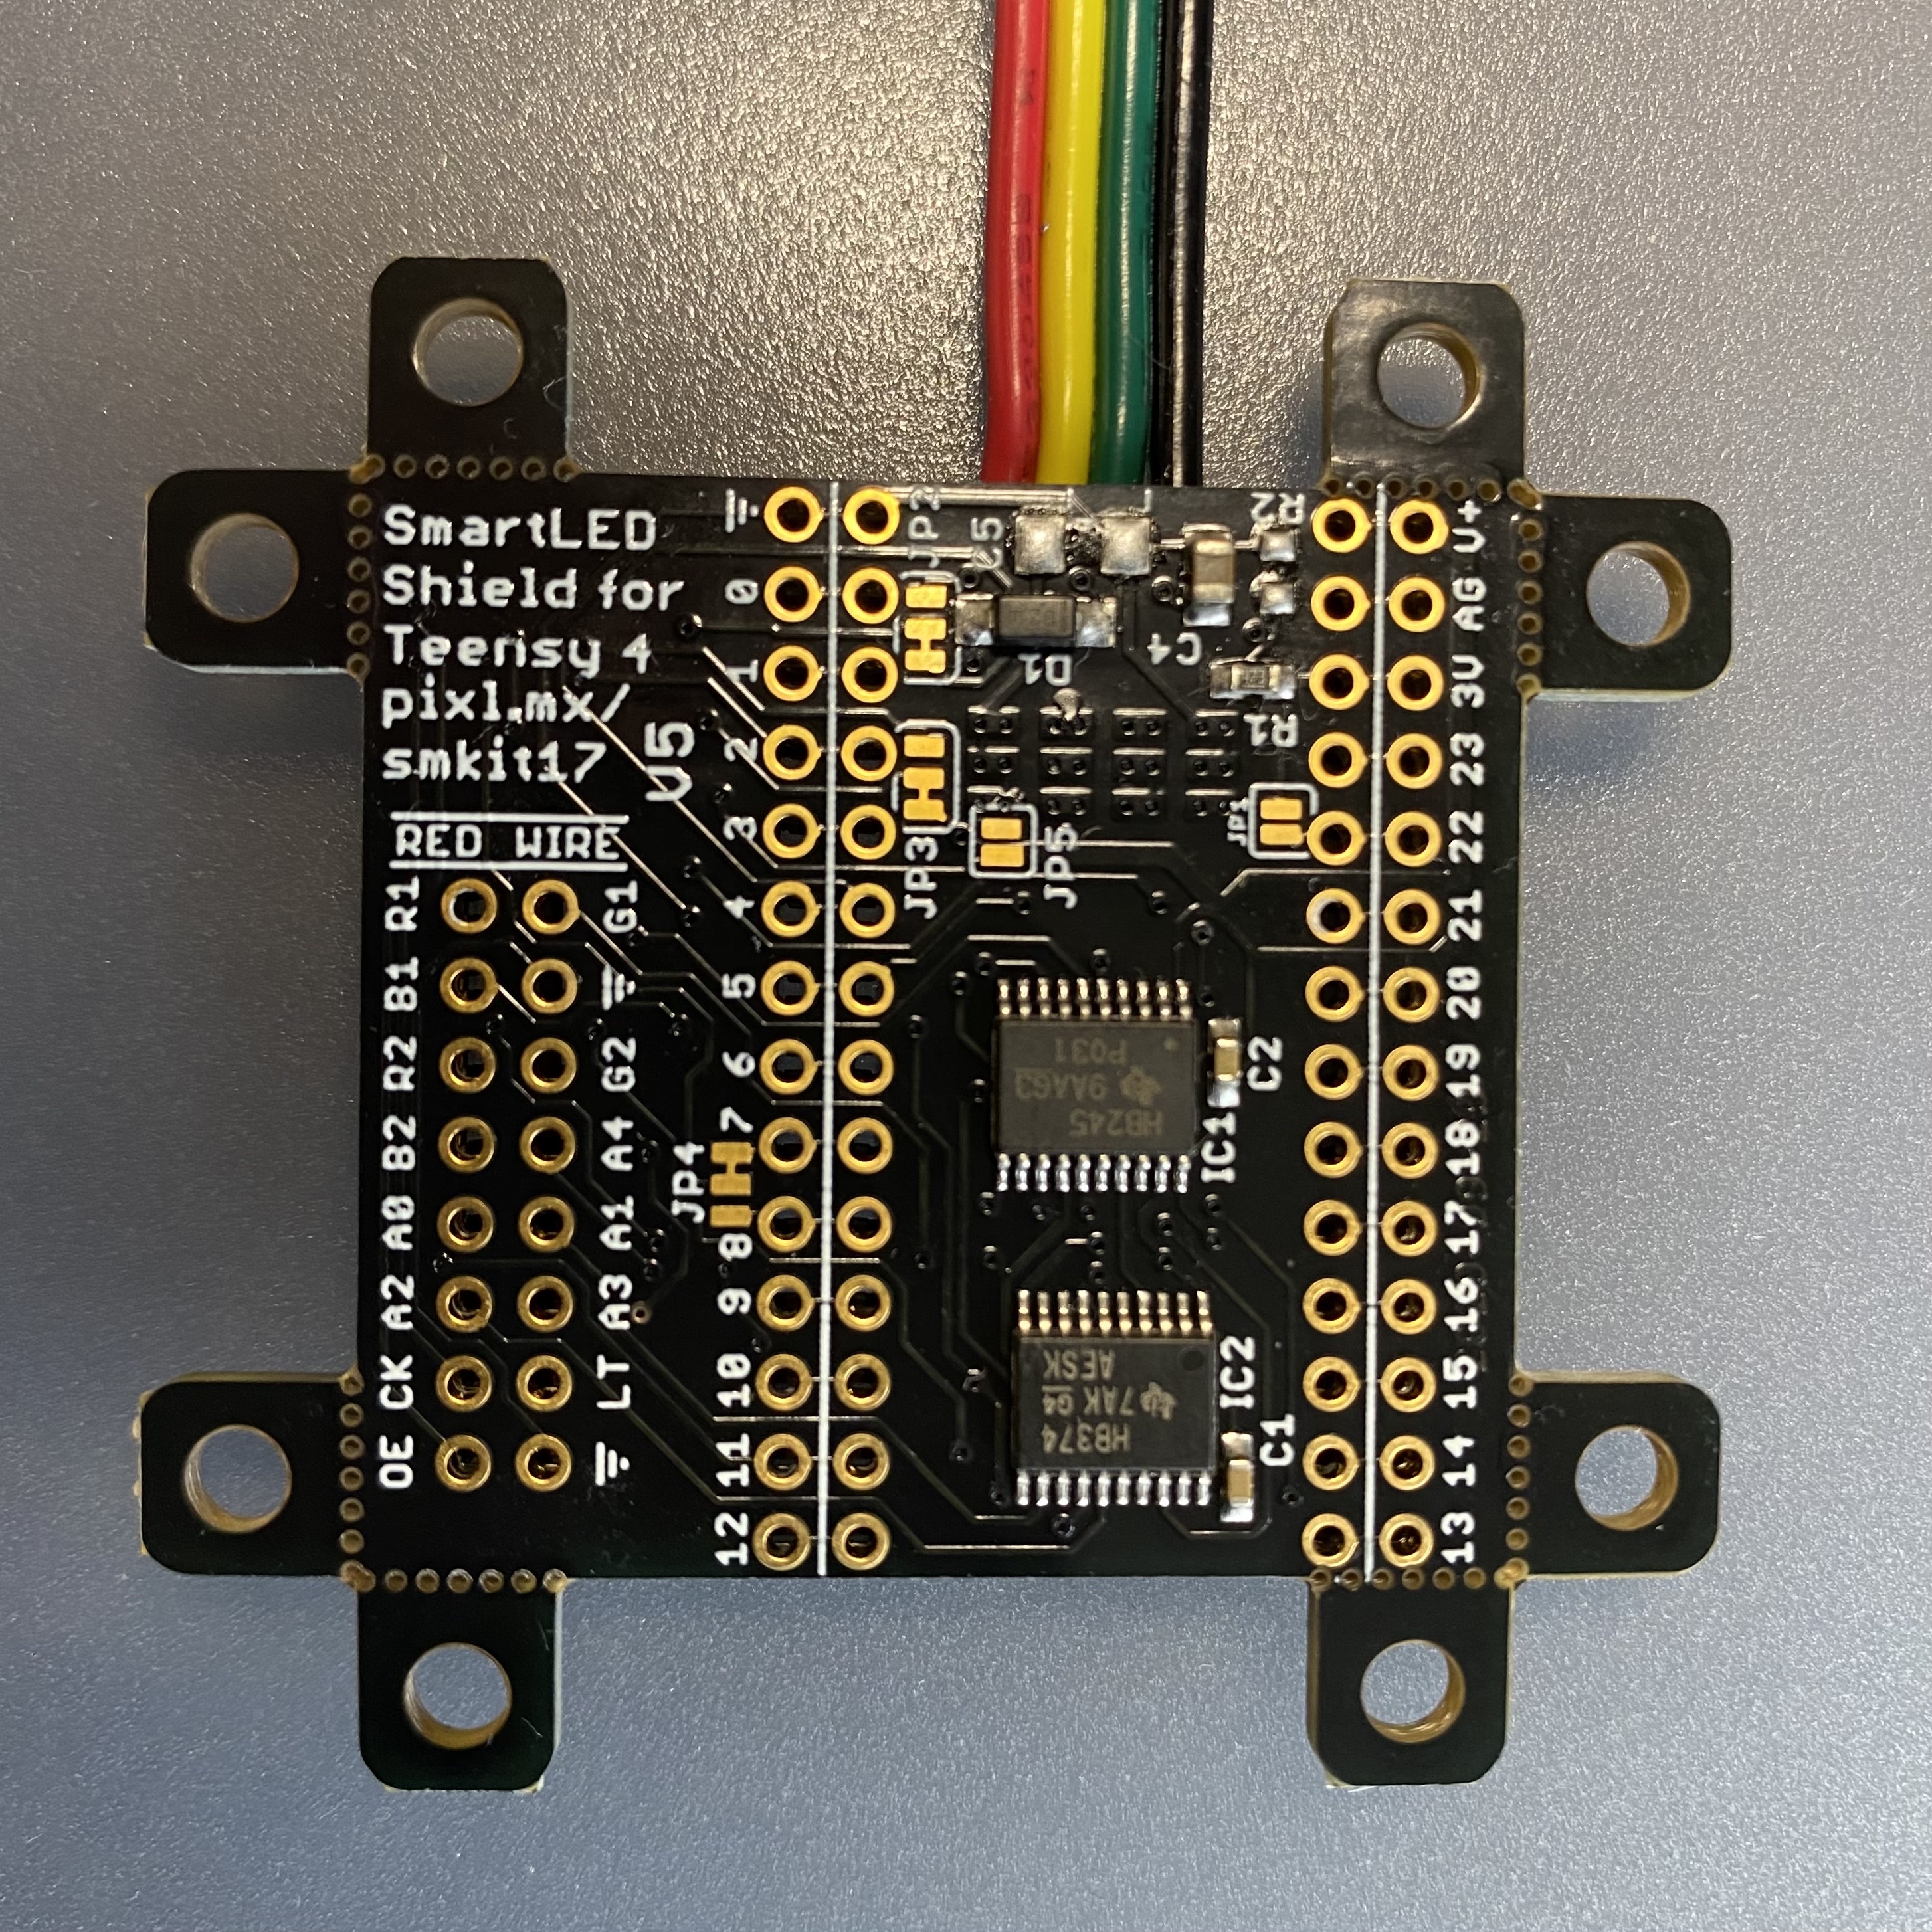 SmartLED
Shield for
Teensy 4
pixl.mx/
smkit17
V5
RED WIRE
R1
G1
B1
R2
G2
B2
A4
A0
A1
A2
A3
CK
LT
OE
0
1
2
3
4
5
6
7
8
9
10
11
12
JP2
JP3
JP4
JP5
JP1
D1
C4
R2
R1
V+
AG
3V
23
22
21
20
19
18
17
16
15
14
13
HB245
9AAG3
P031
IC1
C2
HB374
7AK G4
AESK
IC2
C1